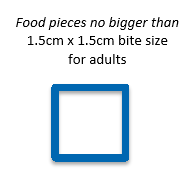 Food pieces no bigger than
1.5cm x 1.5cm bite size
for adults